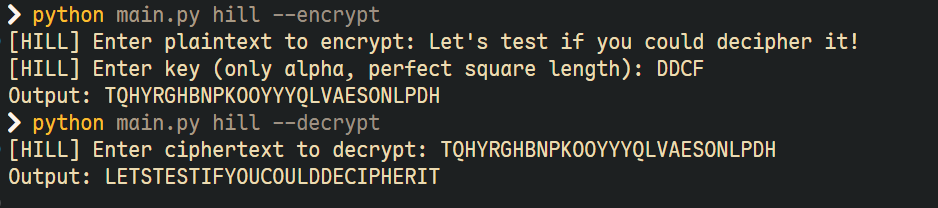 ❯ python main.py hill --encrypt
[HILL] Enter plaintext to encrypt: Let's test if you could decipher it!
[HILL] Enter key (only alpha, perfect square length): DDCF
Output: TQHYRGHBNPKOOYYYQLVAESONLPDH
❯ python main.py hill --decrypt
[HILL] Enter ciphertext to decrypt: TQHYRGHBNPKOOYYYQLVAESONLPDH
Output: LETSTESTIFYOUCOULDDECIPHERIT